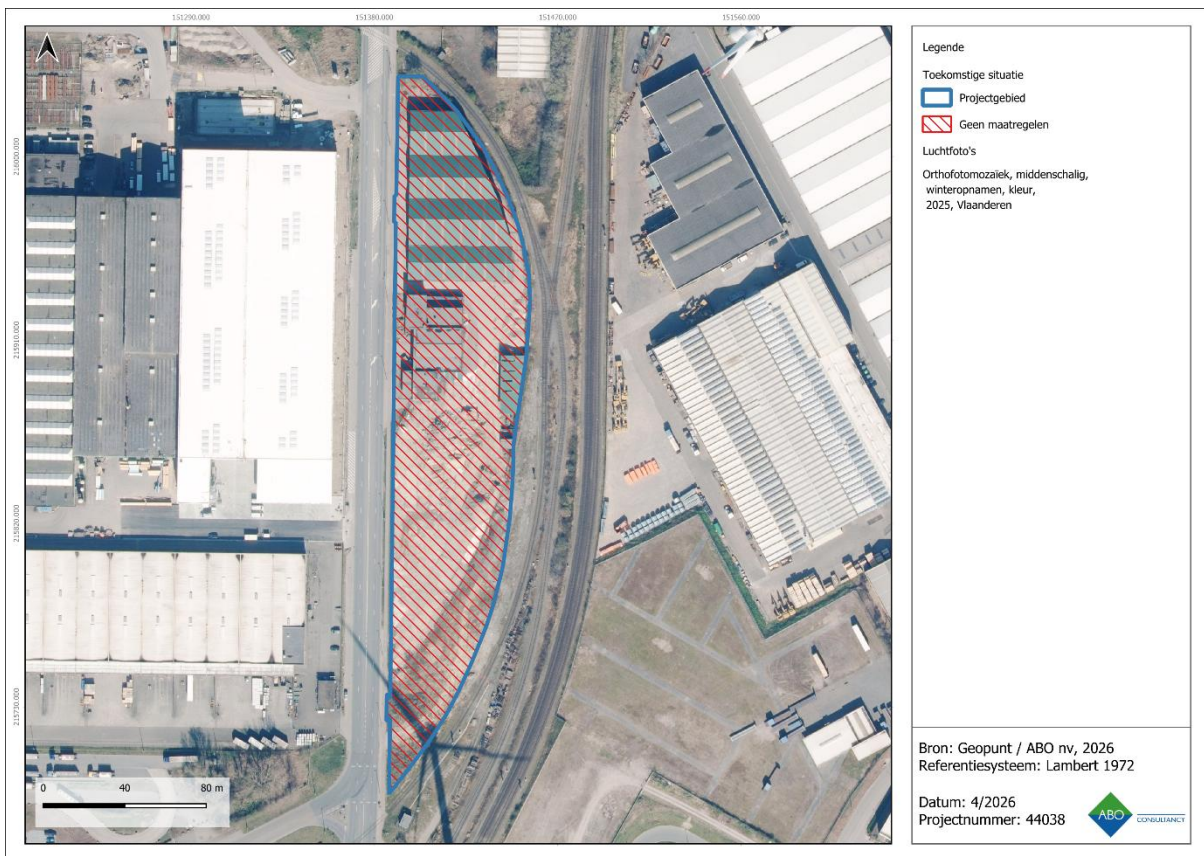 151290.000
151380.000
151470.000
151560.000
216000.000
215910.000
215820.000
215730.000
0 40 80 m
Legende
Toekomstige situatie
Projectgebied
Geen maatregelen
Luchtfoto's
Orthofotomozaïek, middenschalig,
winteropnamen, kleur,
2025, Vlaanderen
Bron: Geopunt / ABO nv, 2026
Referentiesysteem: Lambert 1972
Datum: 4/2026
Projectnummer: 44038
ABO
CONSULTANCY